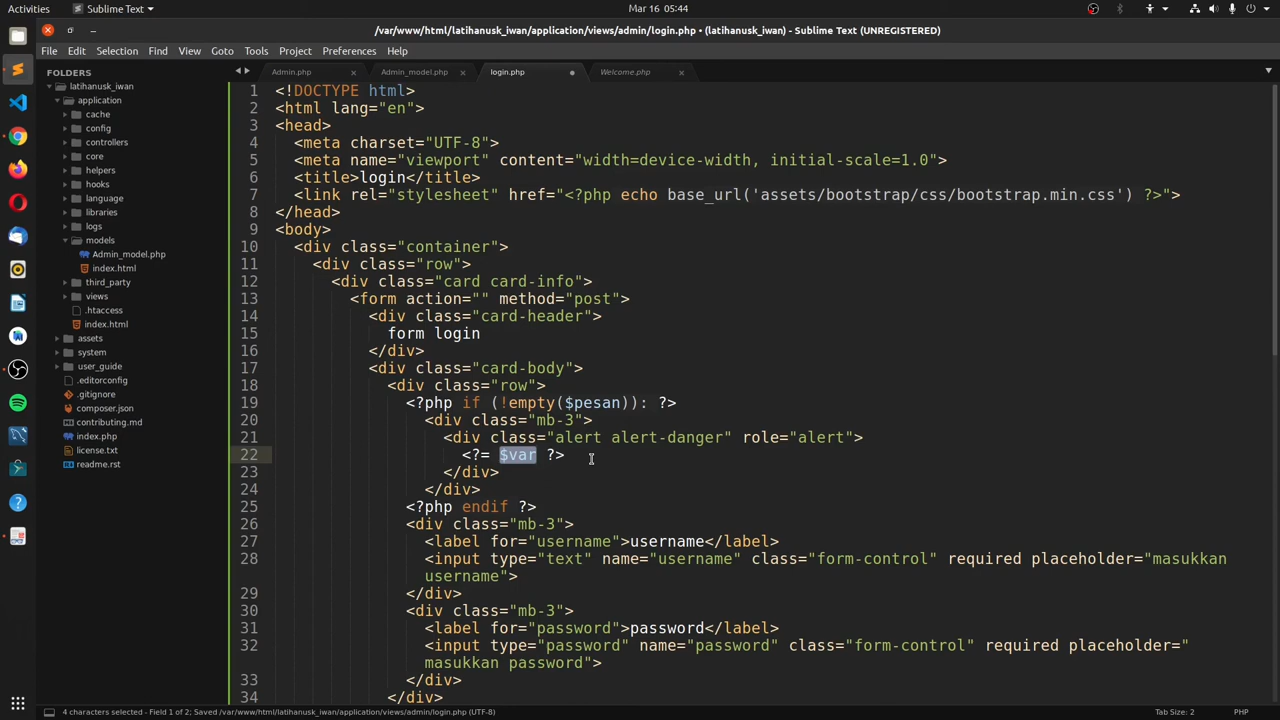 Activities
Sublime Text
Mar 16 05:44
/var/www/html/latihanusk_iwan/application/views/admin/login.php (latihanusk_iwan) - Sublime Text (UNREGISTERED)
File Edit Selection Find View Goto Tools Project Preferences Help
FOLDERS
latihanusk_iwan
application
cache
config
controllers
core
helpers
hooks
language
libraries
logs
models
Admin_model.php
index.html
third_party
views
.htaccess
index.html
assets
system
user_guide
.editorconfig
.gitignore
composer.json
contributing.md
index.php
license.txt
readme.rst
Admin.php
Admin_model.php
login.php
Welcome.php
1 <!DOCTYPE html>
2 <html lang="en">
3 <head>
4 <meta charset="UTF-8">
5 <meta name="viewport" content="width=device-width, initial-scale=1.0">
6 <title>login</title>
7 <link rel="stylesheet" href="<?php echo base_url('assets/bootstrap/css/bootstrap.min.css') ?>">
8 </head>
9 <body>
10 <div class="container">
11 <div class="row">
12 <div class="card card-info">
13 <form action="" method="post">
14 <div class="card-header">
15 form login
16 </div>
17 <div class="card-body">
18 <div class="row">
19 <?php if (!empty($pesan)): ?>
20 <div class="mb-3">
21 <div class="alert alert-danger" role="alert">
22 <?= $var ?>
23 </div>
24 </div>
25 <?php endif ?>
26 <div class="mb-3">
27 <label for="username">username</label>
28 <input type="text" name="username" class="form-control" required placeholder="masukkan
username">
29 </div>
30 <div class="mb-3">
31 <label for="password">password</label>
32 <input type="password" name="password" class="form-control" required placeholder="
masukkan password">
33 </div>
34 </div>
4 characters selected - Field 1 of 2; Saved /var/www/html/latihanusk_iwan/application/views/admin/login.php (UTF-8)
Tab Size: 2
PHP